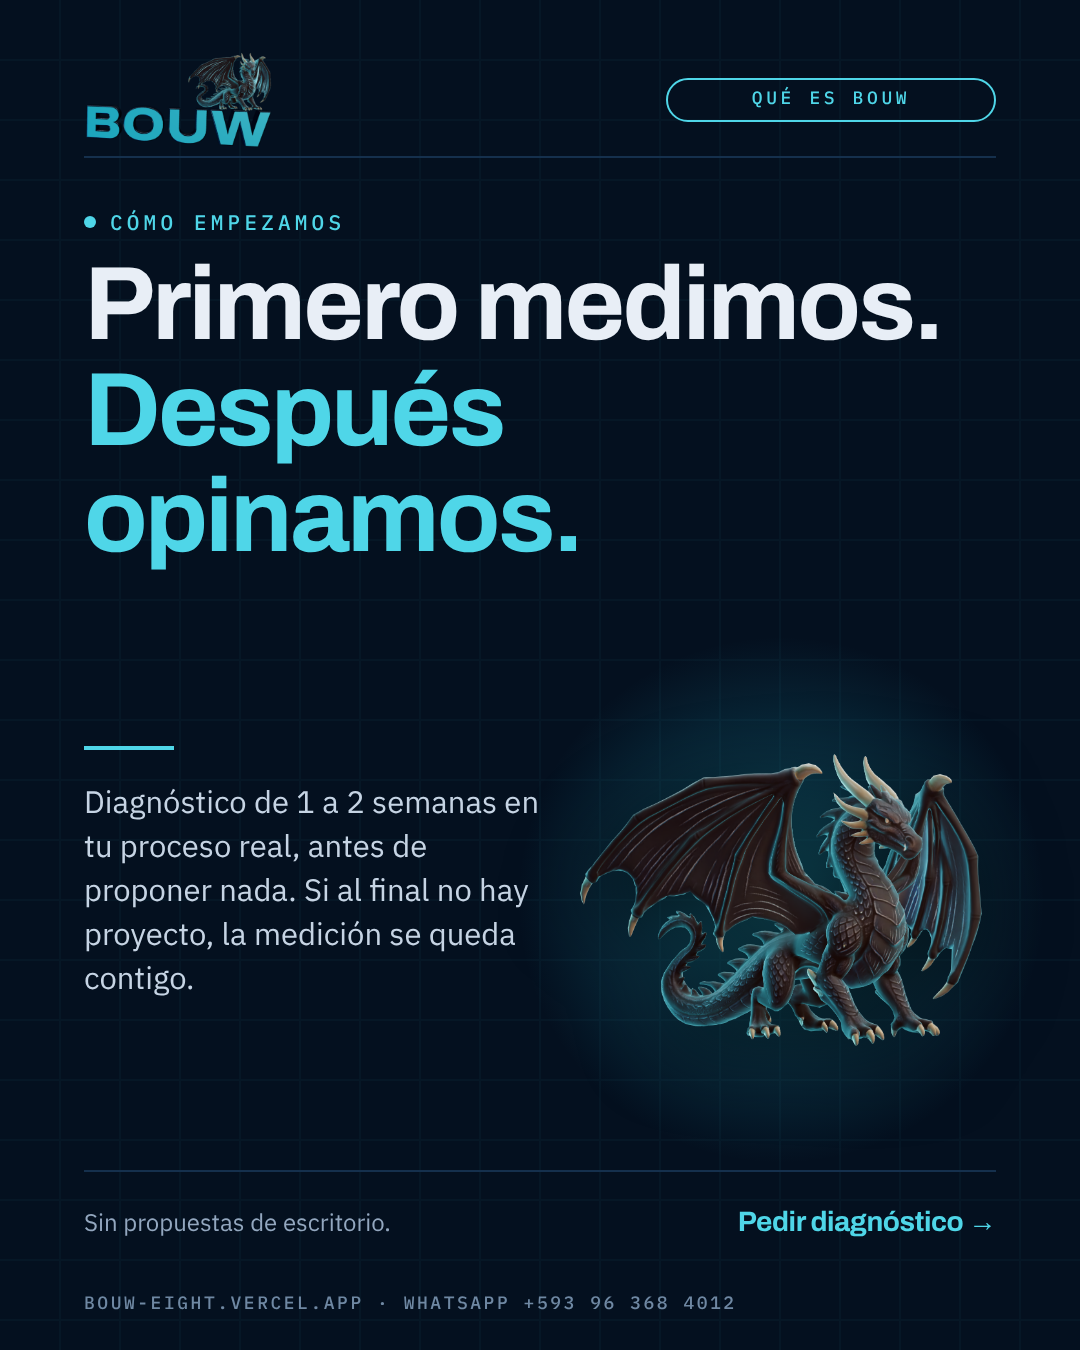 BOUW
QUÉ ES BOUW
CÓMO EMPEZAMOS
Primero medimos.
Después
opinamos.
Diagnóstico de 1 a 2 semanas en
tu proceso real, antes de
proponer nada. Si al final no hay
proyecto, la medición se queda
contigo.
Sin propuestas de escritorio.
Pedir diagnóstico →
BOUW-EIGHT.VERCEL.APP · WHATSAPP +593 96 368 4012